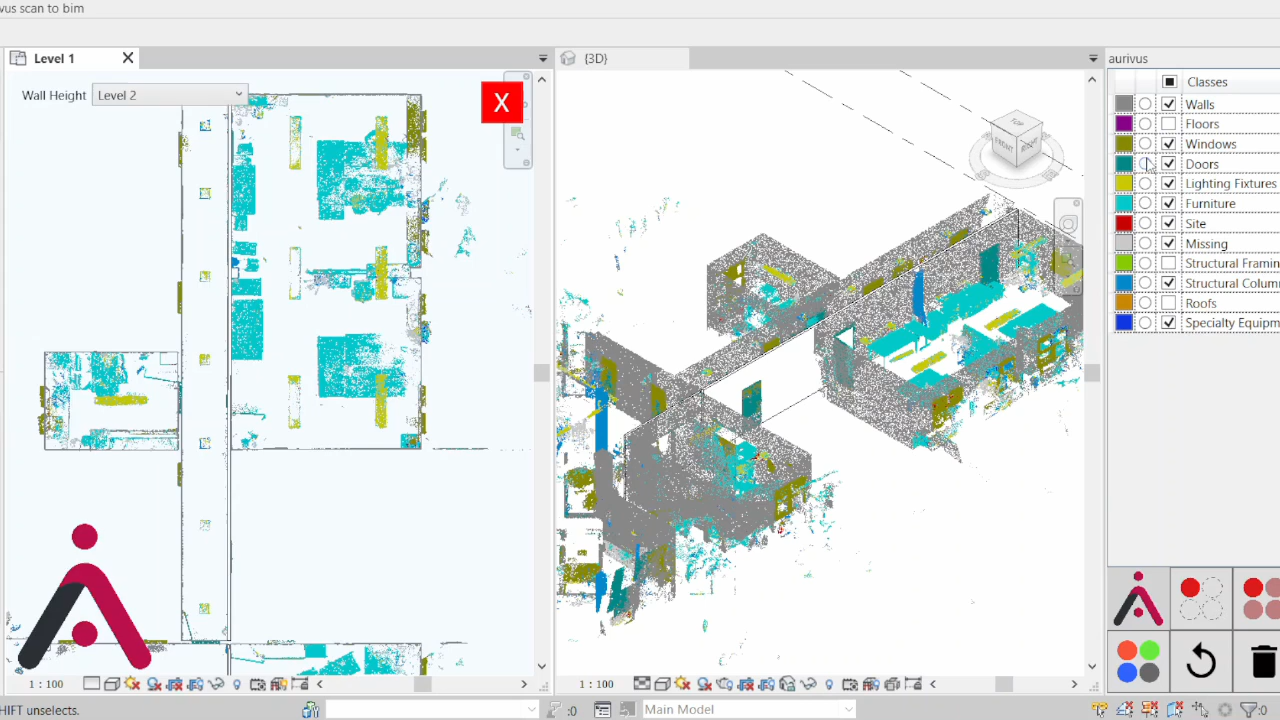 vus scan to bim
Level 1
{3D}
aurivus
Wall Height
Level 2
X
Classes
Walls
Floors
Windows
Doors
Lighting Fixtures
Furniture
Site
Missing
Structural Framin
Structural Colum
Roofs
Specialty Equipm
FRONT
1 : 100
1 : 100
HIFT unselects.
:0
Main Model
:0